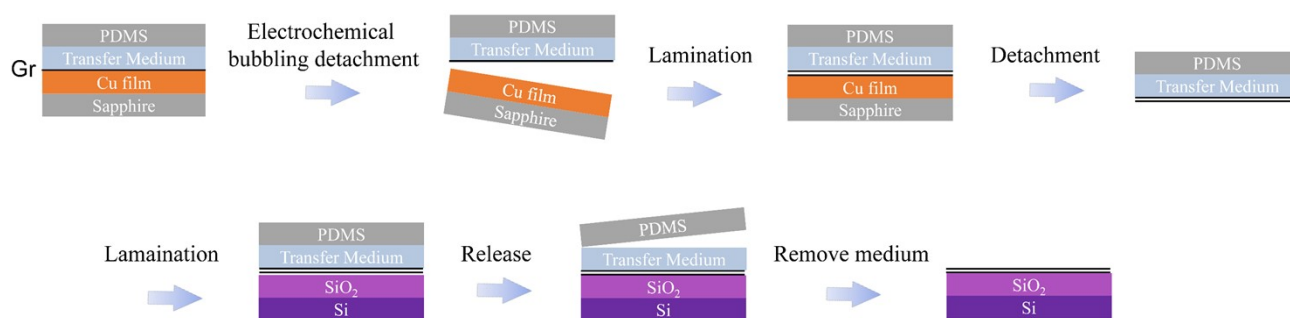 PDMS
Transfer Medium
Gr
Cu film
Sapphire
Electrochemical
bubbling detachment
PDMS
Transfer Medium
Cu film
Sapphire
Lamination
PDMS
Transfer Medium
Cu film
Sapphire
Detachment
PDMS
Transfer Medium
Lamaination
PDMS
Transfer Medium
SiO₂
Si
Release
PDMS
Transfer Medium
SiO₂
Si
Remove medium
SiO₂
Si